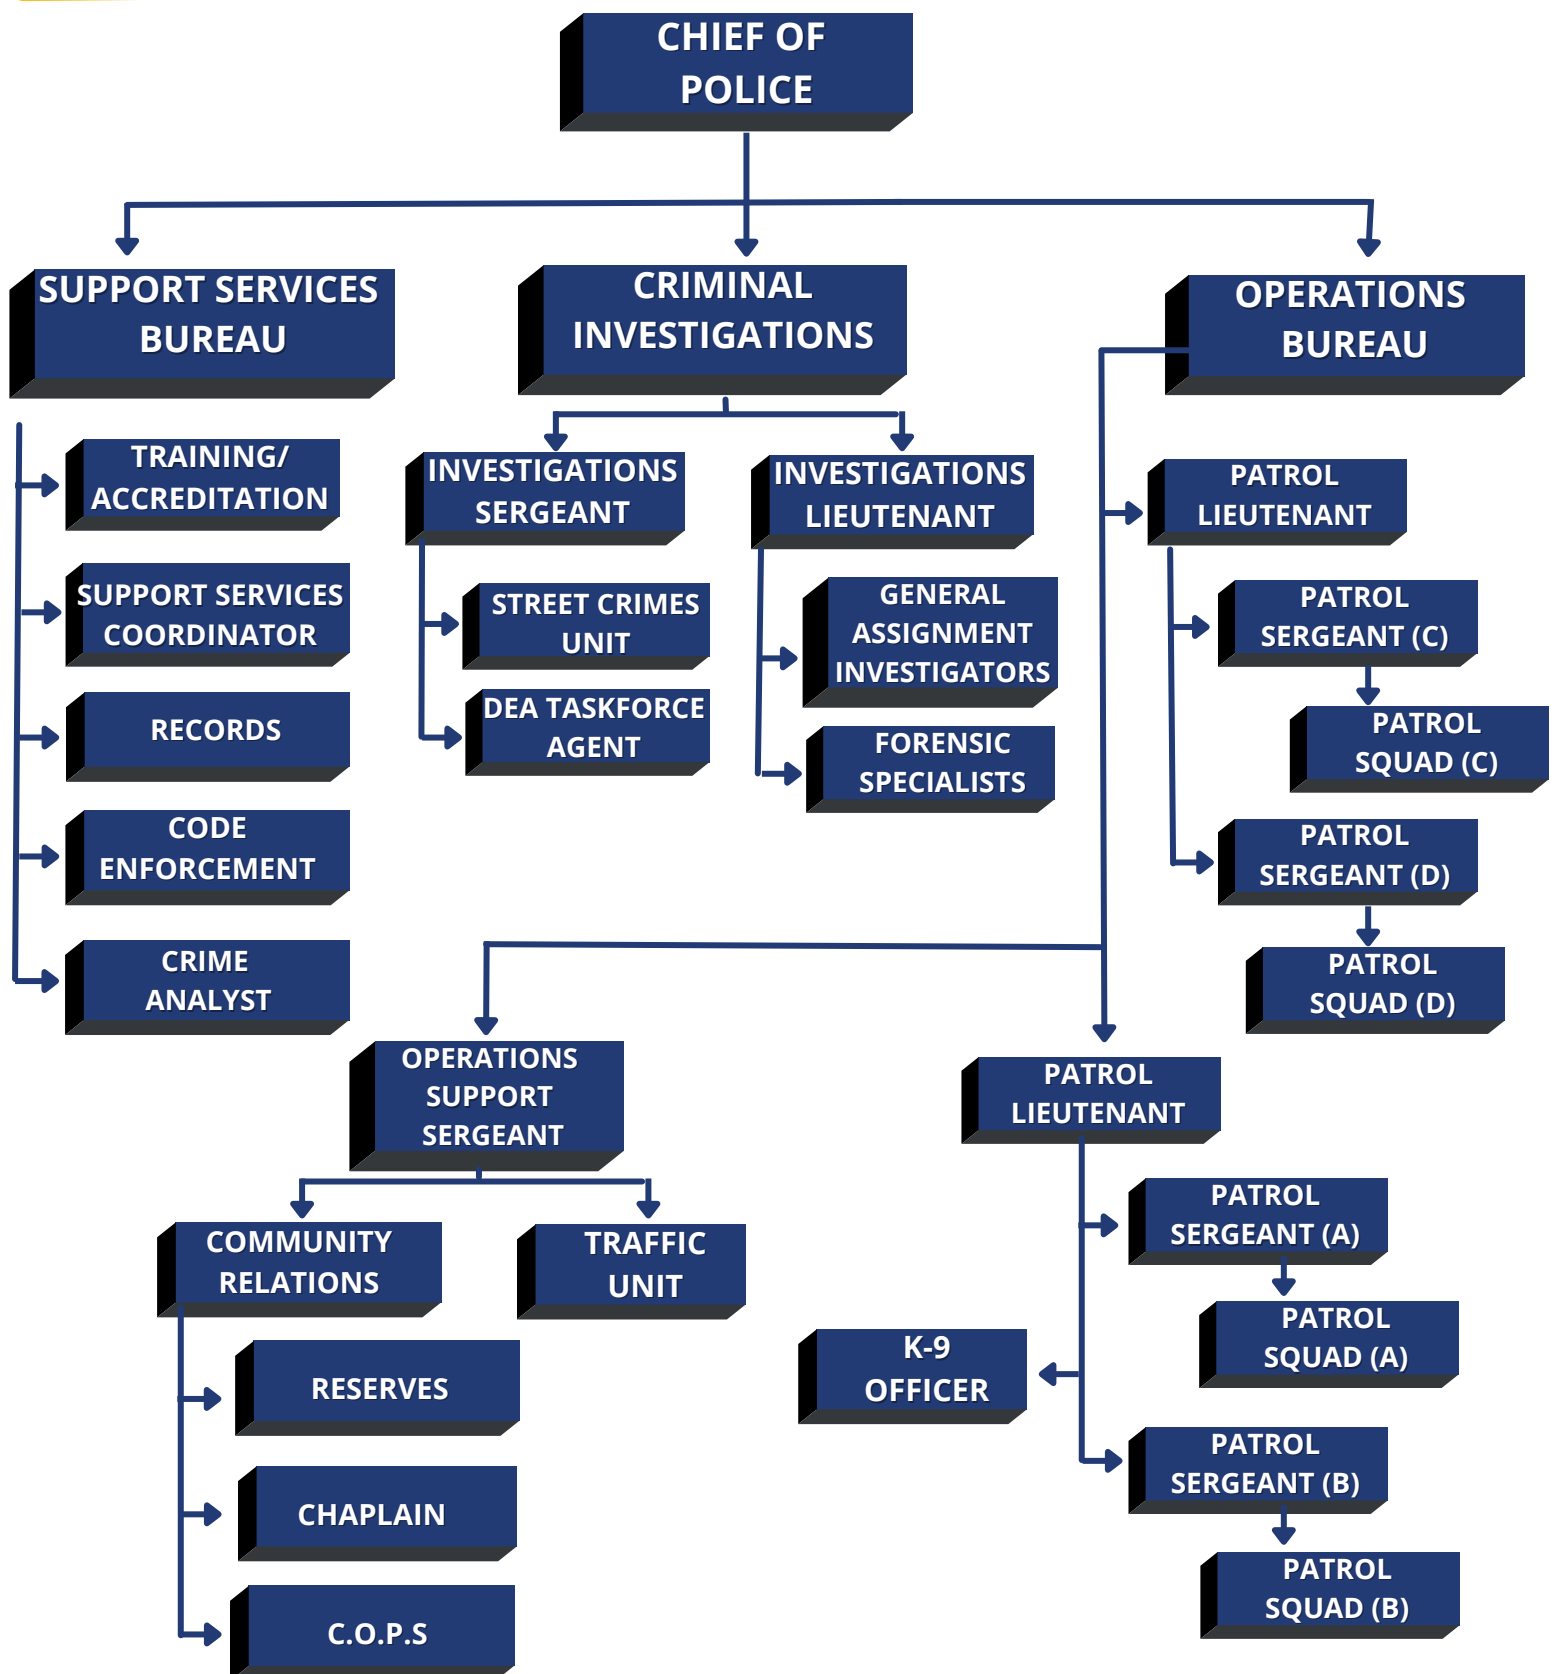 CHIEF OF
POLICE
SUPPORT SERVICES
BUREAU
CRIMINAL
INVESTIGATIONS
OPERATIONS
BUREAU
TRAINING/
ACCREDITATION
SUPPORT SERVICES
COORDINATOR
RECORDS
CODE
ENFORCEMENT
CRIME
ANALYST
INVESTIGATIONS
SERGEANT
STREET CRIMES
UNIT
DEA TASKFORCE
AGENT
INVESTIGATIONS
LIEUTENANT
GENERAL
ASSIGNMENT
INVESTIGATORS
FORENSIC
SPECIALISTS
PATROL
LIEUTENANT
PATROL
SERGEANT (C)
PATROL
SQUAD (C)
PATROL
SERGEANT (D)
PATROL
SQUAD (D)
OPERATIONS
SUPPORT
SERGEANT
COMMUNITY
RELATIONS
TRAFFIC
UNIT
RESERVES
CHAPLAIN
C.O.P.S
PATROL
LIEUTENANT
PATROL
SERGEANT (A)
PATROL
SQUAD (A)
K-9
OFFICER
PATROL
SERGEANT (B)
PATROL
SQUAD (B)